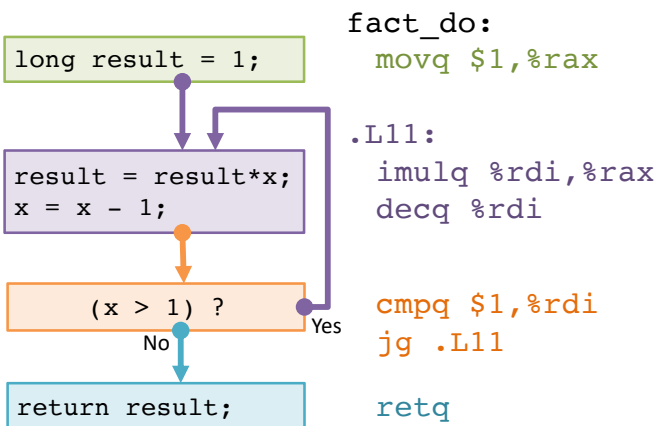 fact_do:
long result = 1;
movq $1,%rax
.L11:
result = result*x;
imulq %rdi,%rax
x = x - 1;
decq %rdi
(x > 1) ?
cmpq $1,%rdi
Yes
No
jg .L11
return result;
retq